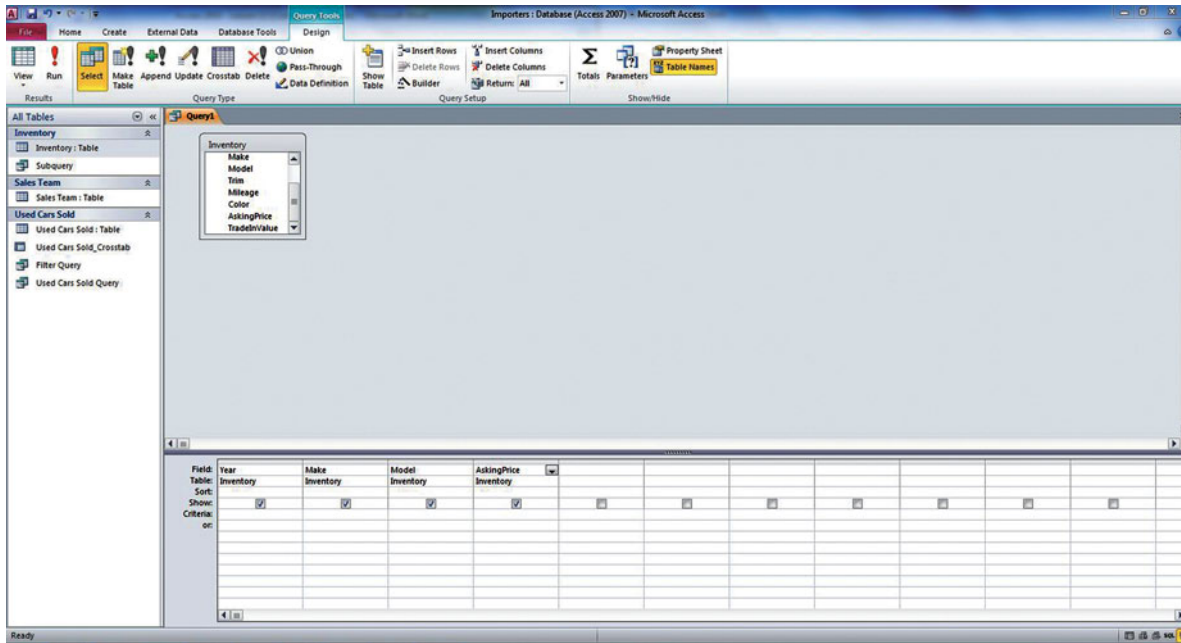 Query Tools
Importers : Database (Access 2007) - Microsoft Access
File Home Create External Data Database Tools Design
View Run
Results
Select Make Table Append Update Crosstab Delete
Union
Pass-Through
Data Definition
Query Type
Show Table
Insert Rows
Delete Rows
Builder
Insert Columns
Delete Columns
Return: All
Query Setup
Totals Parameters
Property Sheet
Table Names
Show/Hide
All Tables
Inventory
Inventory : Table
Subquery
Sales Team
Sales Team : Table
Used Cars Sold
Used Cars Sold : Table
Used Cars Sold_Crosstab
Filter Query
Used Cars Sold Query
Query1
Inventory
Make
Model
Trim
Mileage
Color
AskingPrice
TradeInValue
Field: Year Make Model AskingPrice
Table: Inventory Inventory Inventory Inventory
Sort:
Show:
Criteria:
or:
Ready
SQL